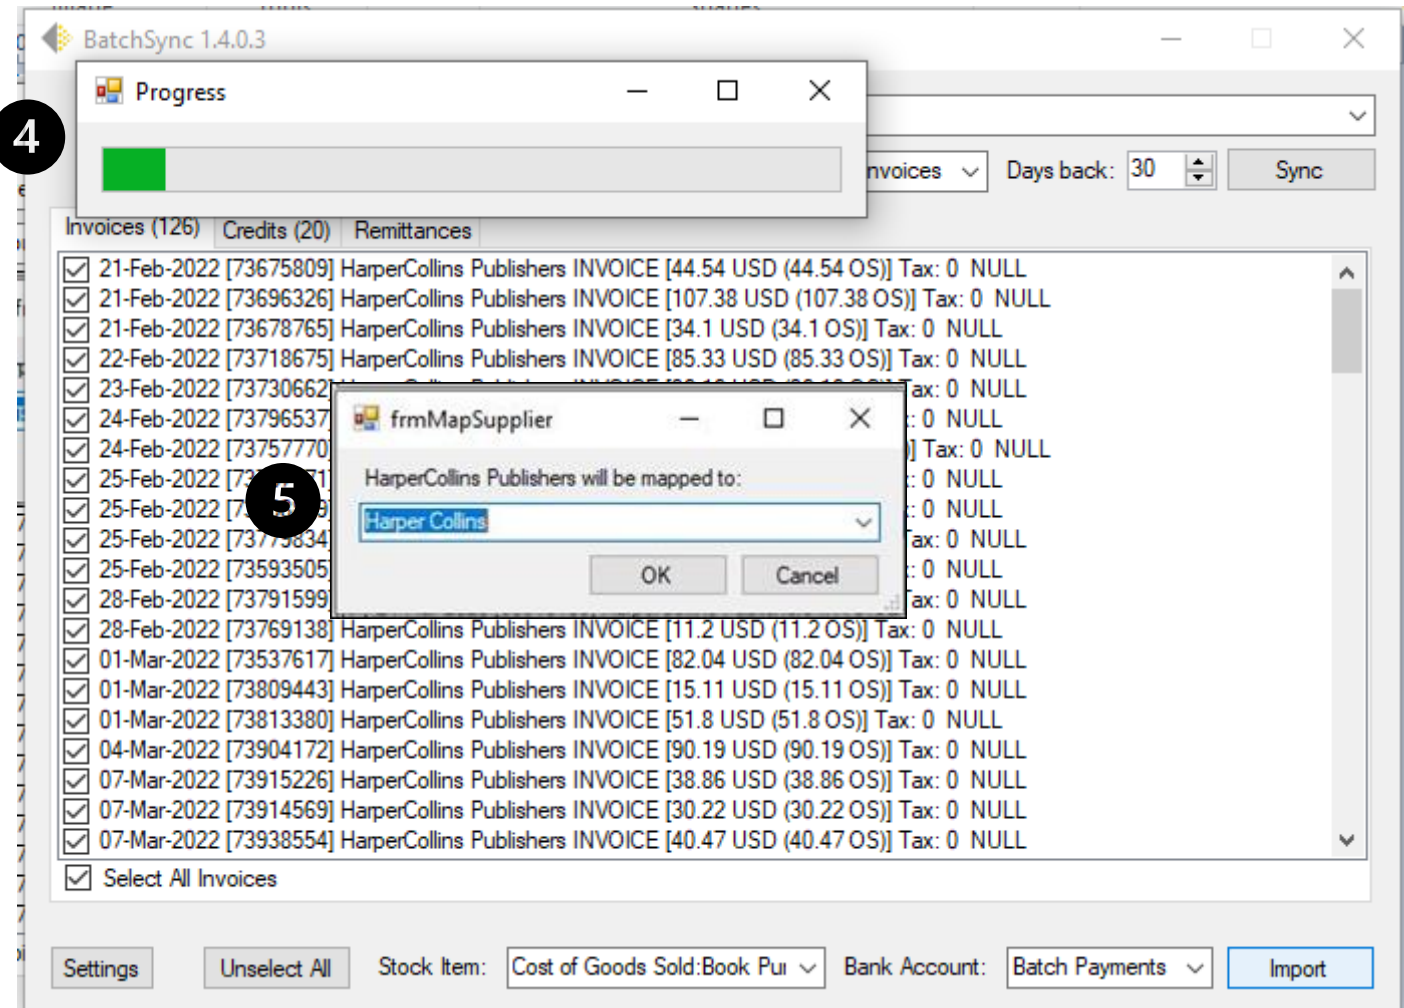 BatchSync 1.4.0.3
Progress
4
nvoices Days back: 30 Sync
Invoices (126) Credits (20) Remittances
21-Feb-2022 [73675809] HarperCollins Publishers INVOICE [44.54 USD (44.54 OS)] Tax: 0 NULL
21-Feb-2022 [73696326] HarperCollins Publishers INVOICE [107.38 USD (107.38 OS)] Tax: 0 NULL
21-Feb-2022 [73678765] HarperCollins Publishers INVOICE [34.1 USD (34.1 OS)] Tax: 0 NULL
22-Feb-2022 [73718675] HarperCollins Publishers INVOICE [85.33 USD (85.33 OS)] Tax: 0 NULL
23-Feb-2022 [73730662] ax: 0 NULL
24-Feb-2022 [73796537 : 0 NULL
24-Feb-2022 [73757770] ] Tax: 0 NULL
25-Feb-2022 : 0 NULL
25-Feb-2022 : 0 NULL
25-Feb-2022 ax: 0 NULL
25-Feb-2022 [73593505] : 0 NULL
28-Feb-2022 [73791599] ax: 0 NULL
frmMapSupplier
HarperCollins Publishers will be mapped to:
5
Harper Collins
OK Cancel
28-Feb-2022 [73769138] HarperCollins Publishers INVOICE [11.2 USD (11.2 OS)] Tax: 0 NULL
01-Mar-2022 [73537617] HarperCollins Publishers INVOICE [82.04 USD (82.04 OS)] Tax: 0 NULL
01-Mar-2022 [73809443] HarperCollins Publishers INVOICE [15.11 USD (15.11 OS)] Tax: 0 NULL
01-Mar-2022 [73813380] HarperCollins Publishers INVOICE [51.8 USD (51.8 OS)] Tax: 0 NULL
04-Mar-2022 [73904172] HarperCollins Publishers INVOICE [90.19 USD (90.19 OS)] Tax: 0 NULL
07-Mar-2022 [73915226] HarperCollins Publishers INVOICE [38.86 USD (38.86 OS)] Tax: 0 NULL
07-Mar-2022 [73914569] HarperCollins Publishers INVOICE [30.22 USD (30.22 OS)] Tax: 0 NULL
07-Mar-2022 [73938554] HarperCollins Publishers INVOICE [40.47 USD (40.47 OS)] Tax: 0 NULL
Select All Invoices
Settings Unselect All Stock Item: Cost of Goods Sold:Book Pur Bank Account: Batch Payments Import